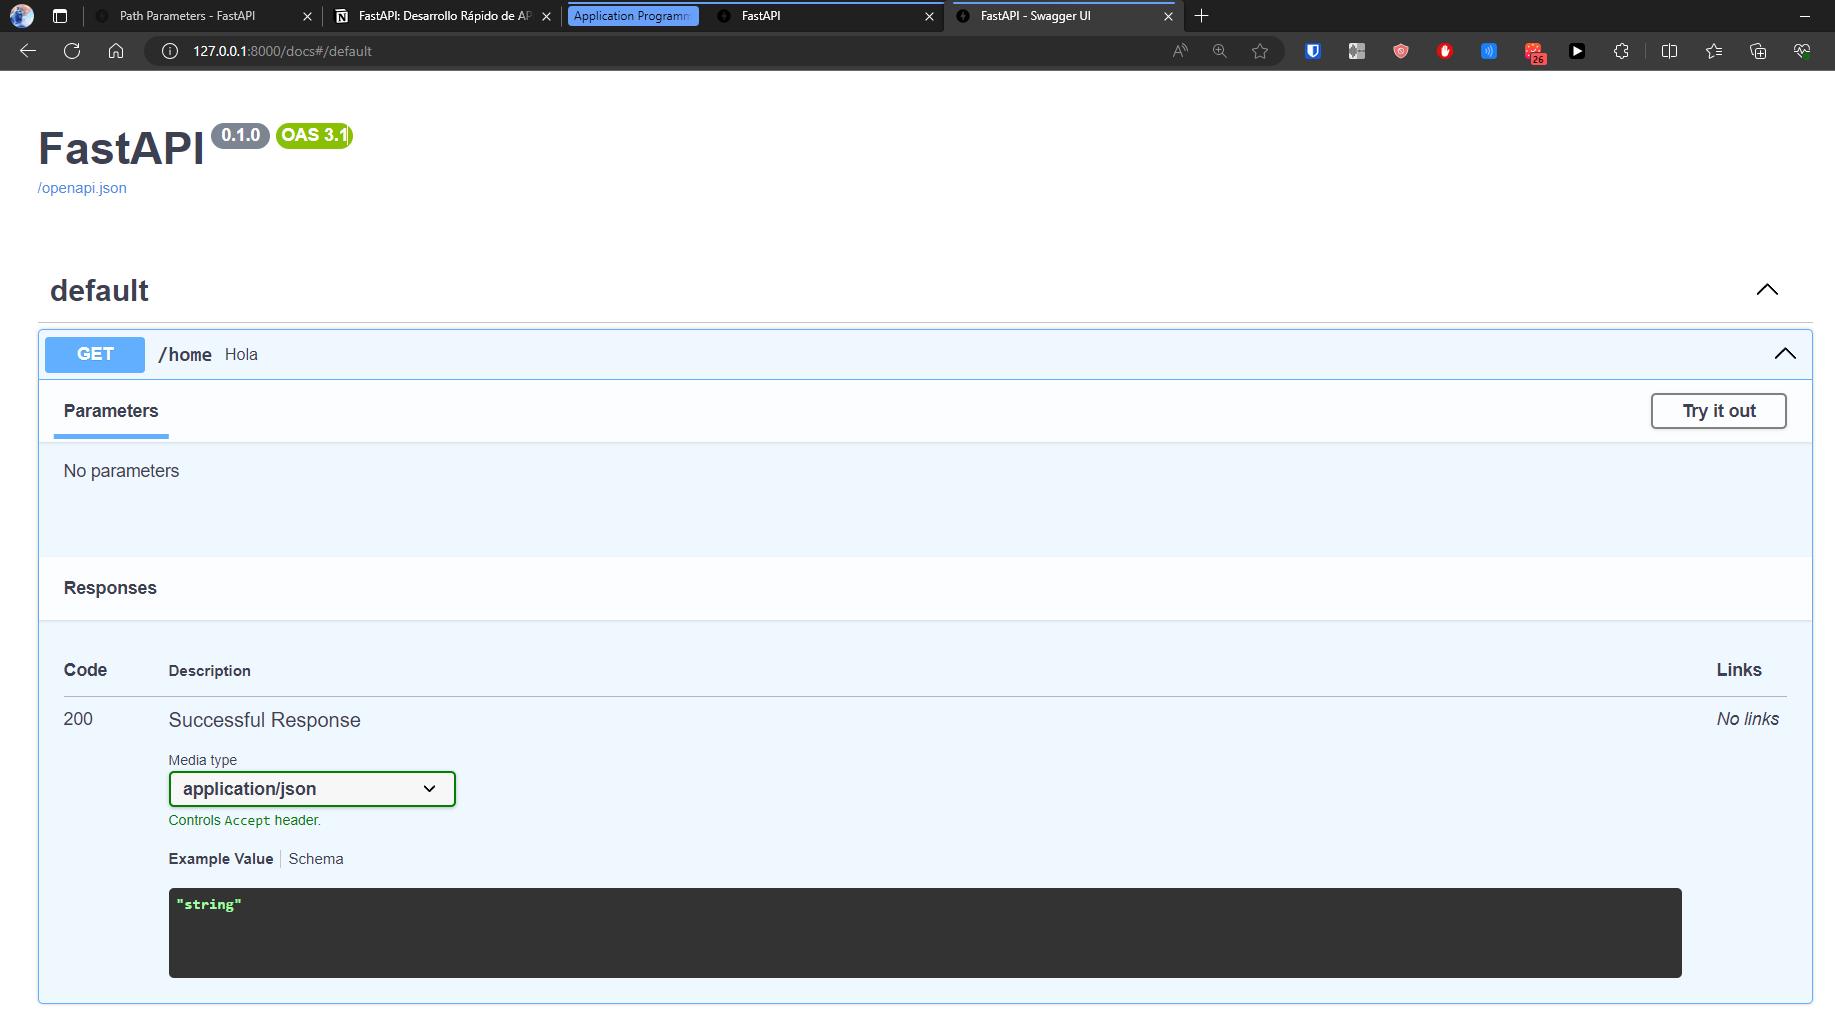 Path Parameters - FastAPI
FastAPI: Desarrollo Rápido de AP
Application Programm
FastAPI
FastAPI - Swagger UI
127.0.0.1:8000/docs#/default
26
FastAPI 0.1.0 OAS 3.1
/openapi.json
default
GET /home Hola
Parameters
Try it out
No parameters
Responses
Code Description Links
200 Successful Response No links
Media type
application/json
Controls Accept header.
Example Value Schema
"string"